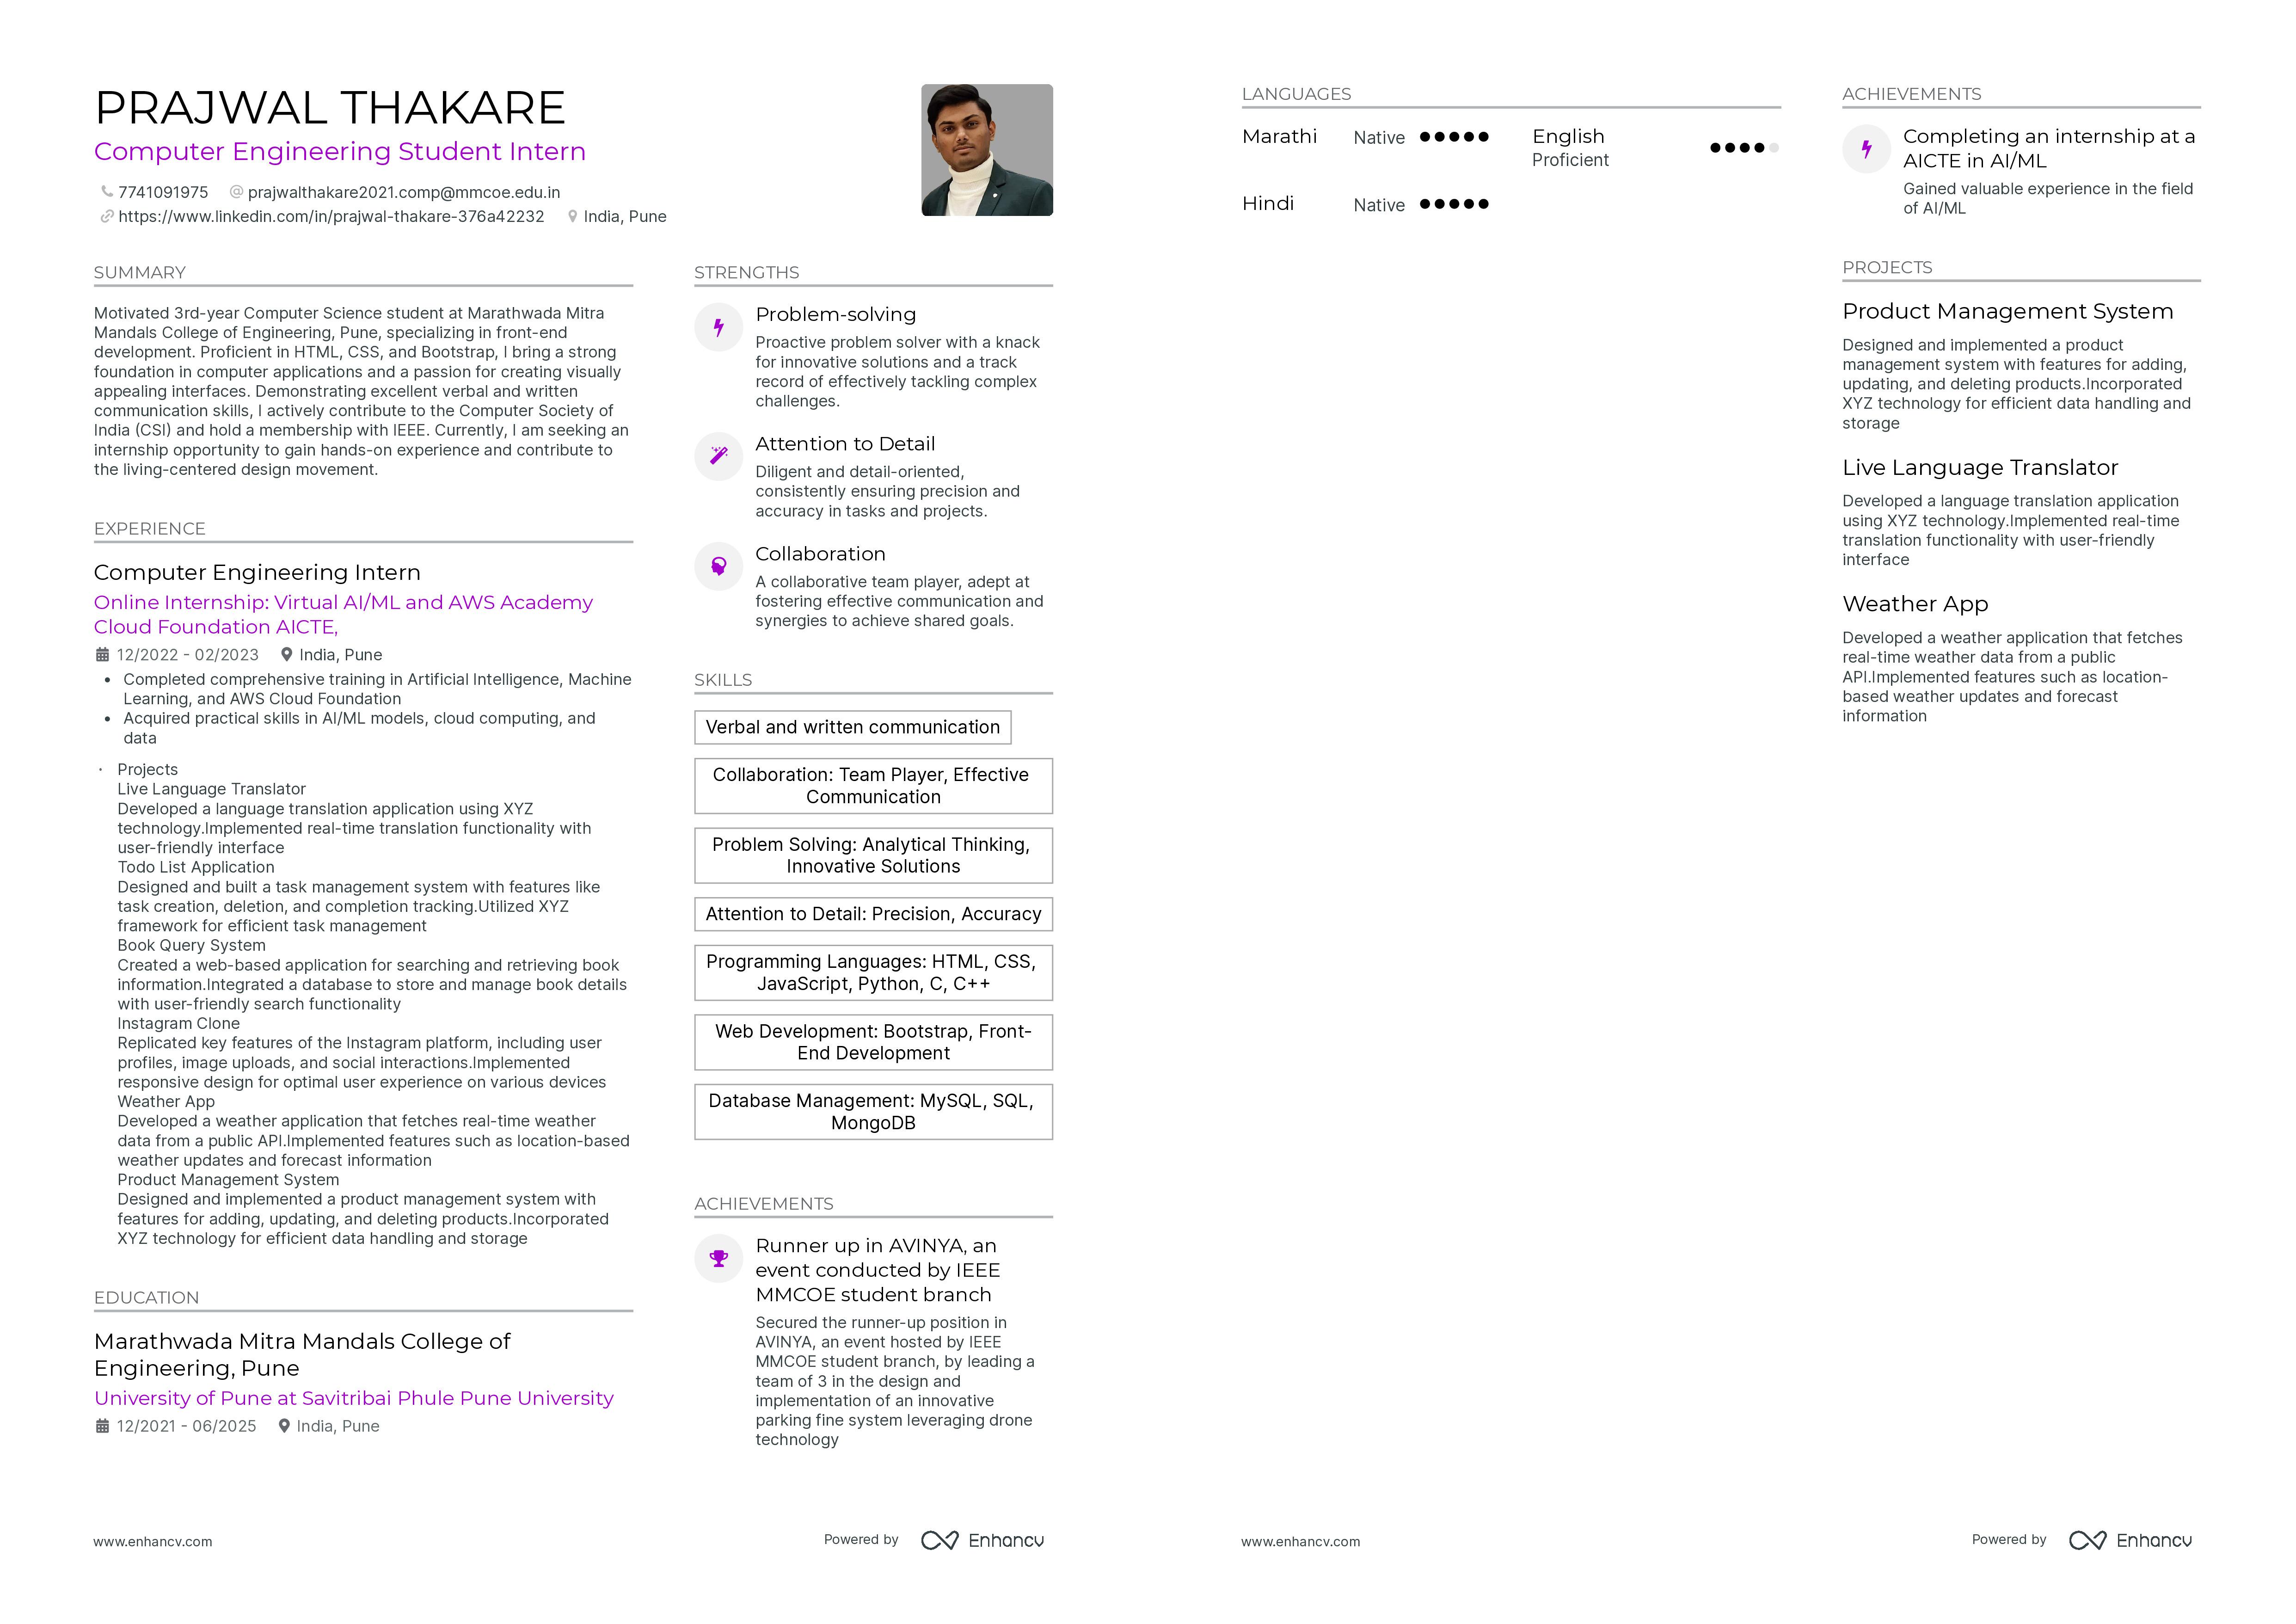 PRAJWAL THAKARE
Computer Engineering Student Intern
7741091975 prajwalthakare2021.comp@mmcoe.edu.in
https://www.linkedin.com/in/prajwal-thakare-376a42232 India, Pune
SUMMARY
Motivated 3rd-year Computer Science student at Marathwada Mitra
Mandals College of Engineering, Pune, specializing in front-end
development. Proficient in HTML, CSS, and Bootstrap, I bring a strong
foundation in computer applications and a passion for creating visually
appealing interfaces. Demonstrating excellent verbal and written
communication skills, I actively contribute to the Computer Society of
India (CSI) and hold a membership with IEEE. Currently, I am seeking an
internship opportunity to gain hands-on experience and contribute to
the living-centered design movement.
EXPERIENCE
Computer Engineering Intern
Online Internship: Virtual AI/ML and AWS Academy
Cloud Foundation AICTE,
12/2022 - 02/2023 India, Pune
• Completed comprehensive training in Artificial Intelligence, Machine
Learning, and AWS Cloud Foundation
• Acquired practical skills in AI/ML models, cloud computing, and
data
· Projects
Live Language Translator
Developed a language translation application using XYZ
technology.Implemented real-time translation functionality with
user-friendly interface
Todo List Application
Designed and built a task management system with features like
task creation, deletion, and completion tracking.Utilized XYZ
framework for efficient task management
Book Query System
Created a web-based application for searching and retrieving book
information.Integrated a database to store and manage book details
with user-friendly search functionality
Instagram Clone
Replicated key features of the Instagram platform, including user
profiles, image uploads, and social interactions.Implemented
responsive design for optimal user experience on various devices
Weather App
Developed a weather application that fetches real-time weather
data from a public API.Implemented features such as location-based
weather updates and forecast information
Product Management System
Designed and implemented a product management system with
features for adding, updating, and deleting products.Incorporated
XYZ technology for efficient data handling and storage
EDUCATION
Marathwada Mitra Mandals College of
Engineering, Pune
University of Pune at Savitribai Phule Pune University
12/2021 - 06/2025 India, Pune
STRENGTHS
Problem-solving
Proactive problem solver with a knack
for innovative solutions and a track
record of effectively tackling complex
challenges.
Attention to Detail
Diligent and detail-oriented,
consistently ensuring precision and
accuracy in tasks and projects.
Collaboration
A collaborative team player, adept at
fostering effective communication and
synergies to achieve shared goals.
SKILLS
Verbal and written communication
Collaboration: Team Player, Effective
Communication
Problem Solving: Analytical Thinking,
Innovative Solutions
Attention to Detail: Precision, Accuracy
Programming Languages: HTML, CSS,
JavaScript, Python, C, C++
Web Development: Bootstrap, Front-
End Development
Database Management: MySQL, SQL,
MongoDB
ACHIEVEMENTS
Runner up in AVINYA, an
event conducted by IEEE
MMCOE student branch
Secured the runner-up position in
AVINYA, an event hosted by IEEE
MMCOE student branch, by leading a
team of 3 in the design and
implementation of an innovative
parking fine system leveraging drone
technology
www.enhancv.com
Powered by Enhancv
LANGUAGES
Marathi Native
English
Proficient
Hindi Native
ACHIEVEMENTS
Completing an internship at a
AICTE in AI/ML
Gained valuable experience in the field
of AI/ML
PROJECTS
Product Management System
Designed and implemented a product
management system with features for adding,
updating, and deleting products.Incorporated
XYZ technology for efficient data handling and
storage
Live Language Translator
Developed a language translation application
using XYZ technology.Implemented real-time
translation functionality with user-friendly
interface
Weather App
Developed a weather application that fetches
real-time weather data from a public
API.Implemented features such as location-
based weather updates and forecast
information
www.enhancv.com
Powered by Enhancv